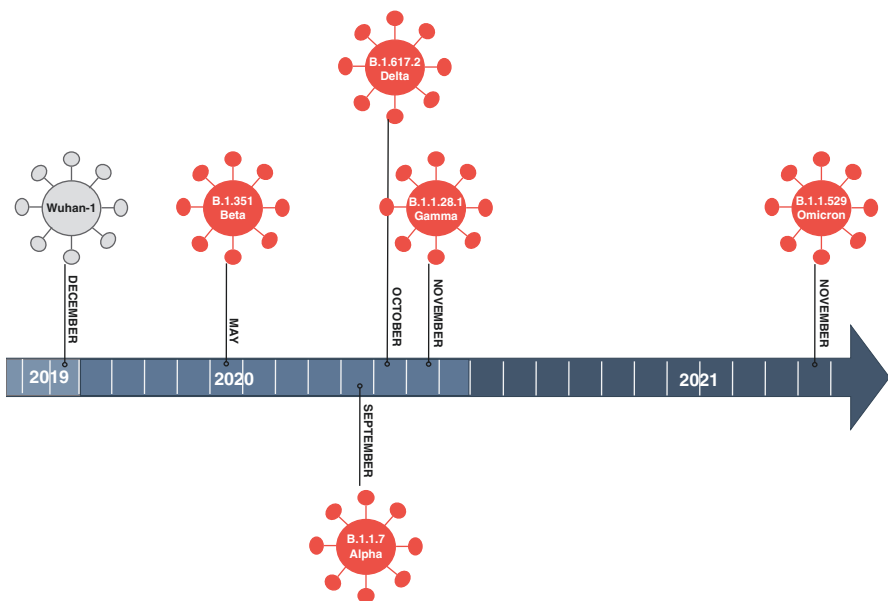 B.1.617.2
Delta
Wuhan-1
B.1.351
Beta
B.1.1.28.1
Gamma
B.1.1.529
Omicron
DECEMBER
MAY
OCTOBER
NOVEMBER
NOVEMBER
2019
2020
2021
SEPTEMBER
B.1.1.7
Alpha